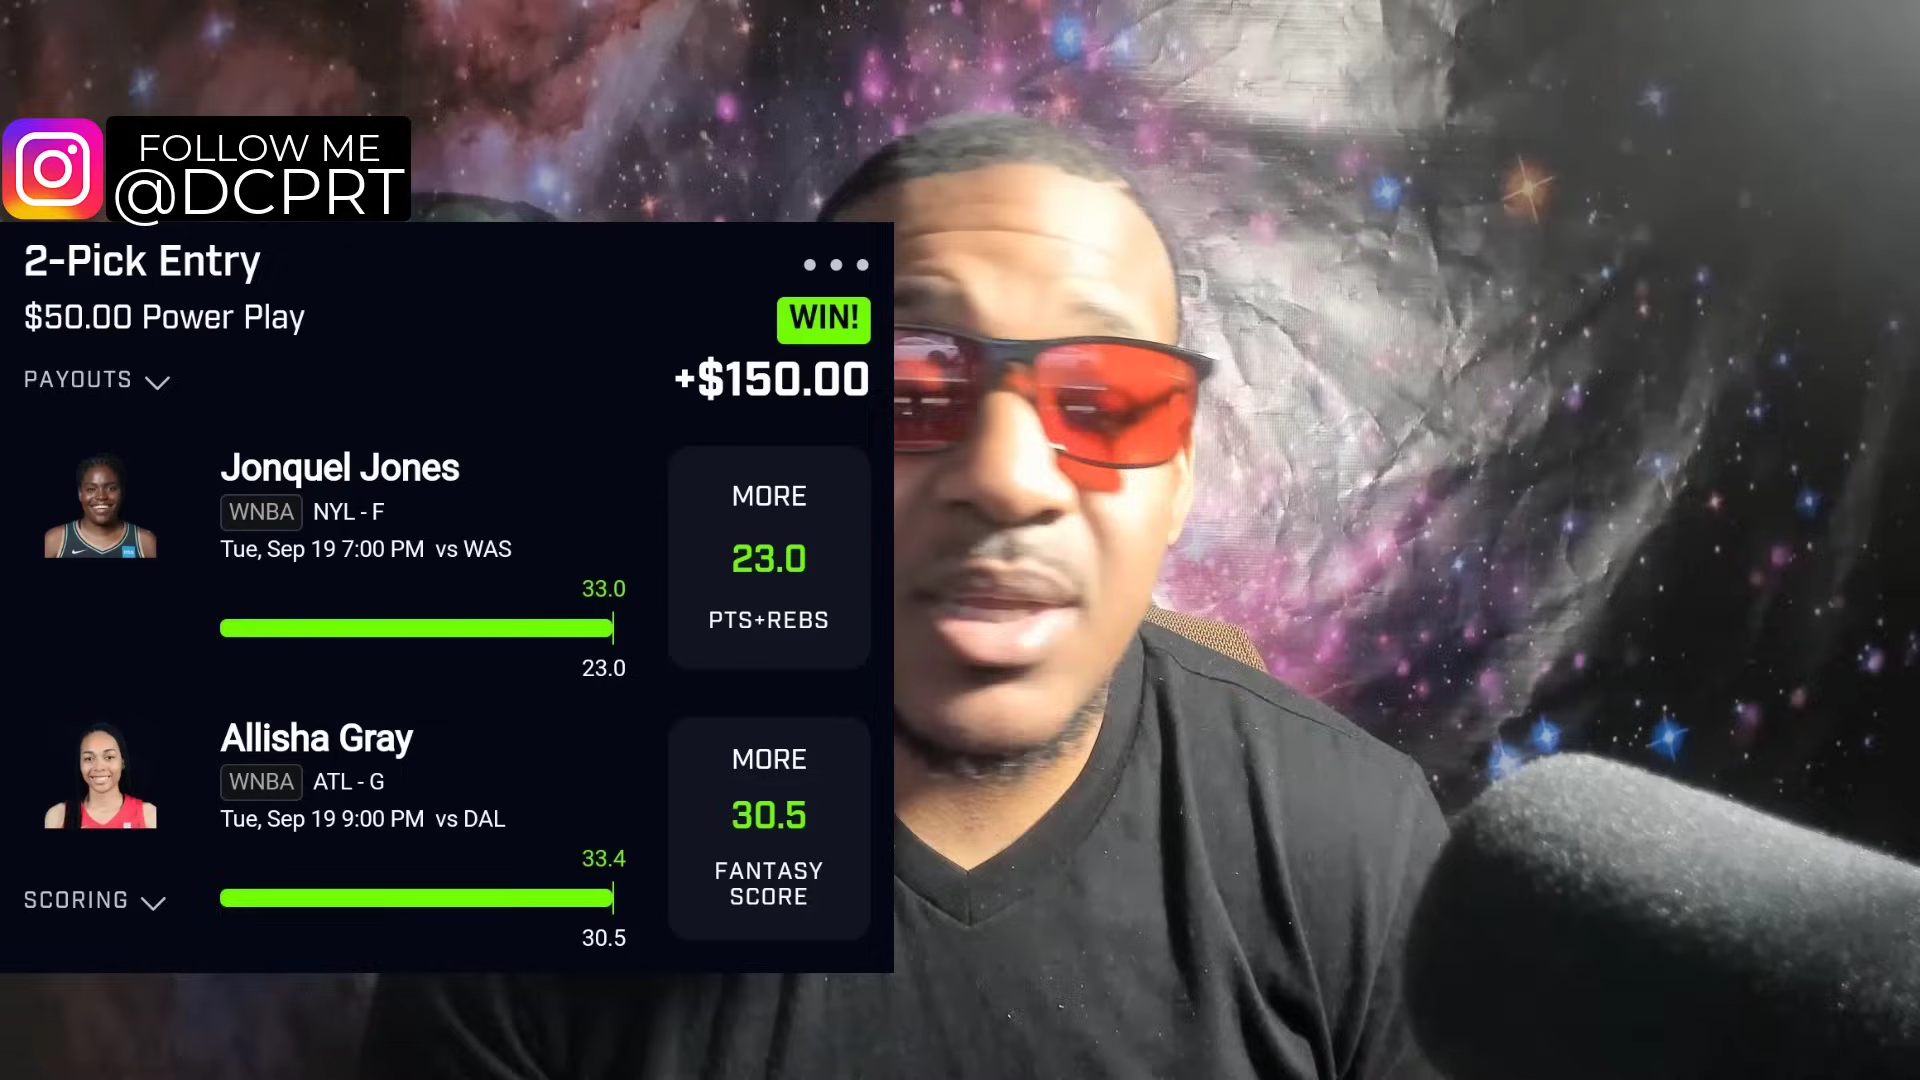 FOLLOW ME
@DCPRT
2-Pick Entry
$50.00 Power Play
WIN!
PAYOUTS
+$150.00
Jonquel Jones
WNBA NYL - F
Tue, Sep 19 7:00 PM vs WAS
33.0
23.0
MORE
23.0
PTS+REBS
Allisha Gray
WNBA ATL - G
Tue, Sep 19 9:00 PM vs DAL
33.4
30.5
MORE
30.5
FANTASY
SCORE
SCORING